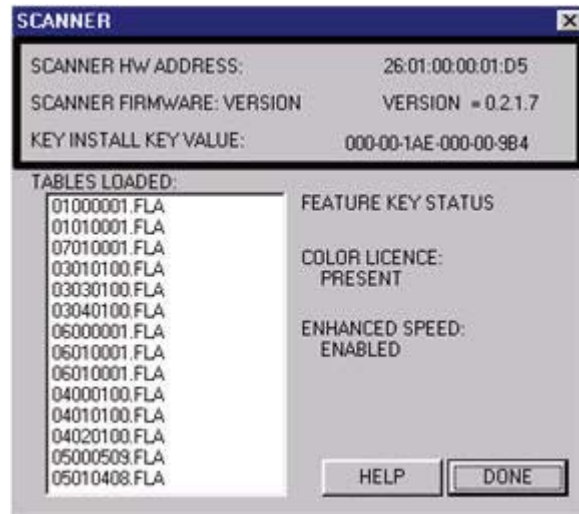 SCANNER
SCANNER HW ADDRESS: 26:01:00:00:01:D5
SCANNER FIRMWARE: VERSION VERSION = 0.2.1.7
KEY INSTALL KEY VALUE: 000-00-1AE-000-00-9B4
TABLES LOADED:
01000001.FLA
01010001.FLA
07010001.FLA
03010100.FLA
03030100.FLA
03040100.FLA
06000001.FLA
06010001.FLA
06010001.FLA
04000100.FLA
04010100.FLA
04020100.FLA
05000509.FLA
05010408.FLA
FEATURE KEY STATUS
COLOR LICENCE:
PRESENT
ENHANCED SPEED:
ENABLED
HELP
DONE